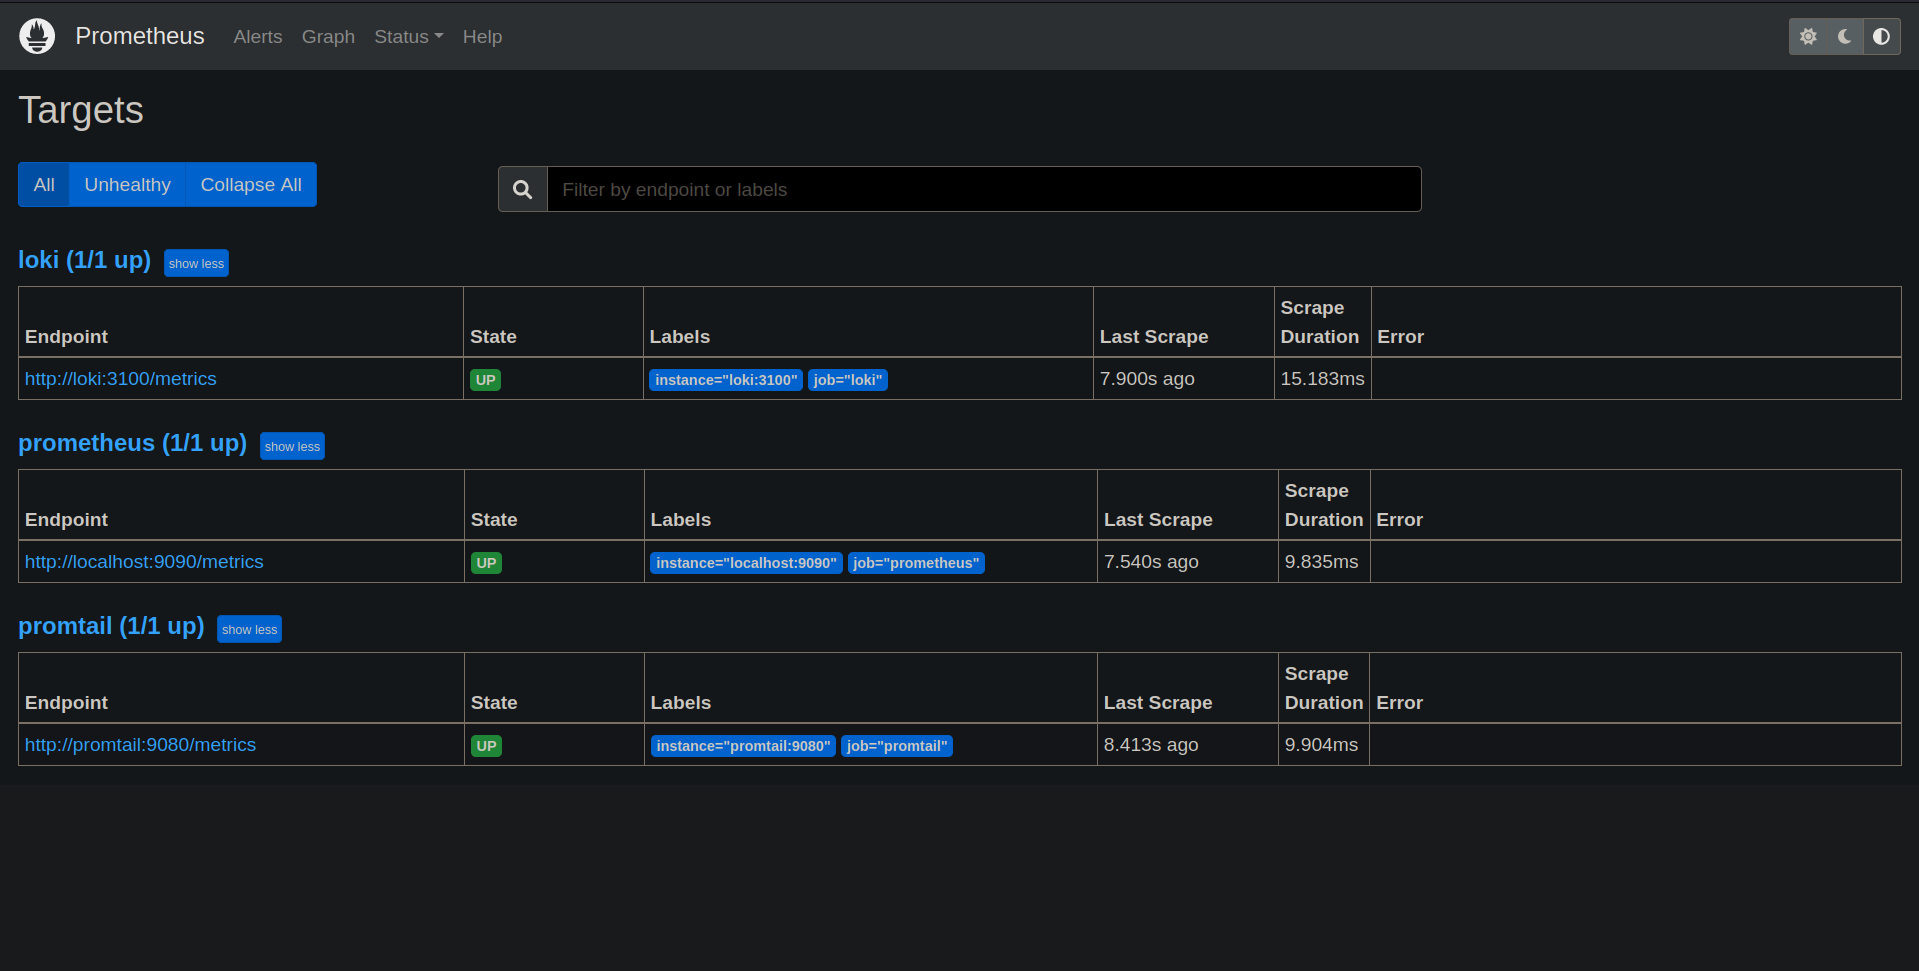 Prometheus Alerts Graph Status Help
Targets
All Unhealthy Collapse All
Filter by endpoint or labels
loki (1/1 up) show less
Endpoint State Labels Last Scrape Scrape Duration Error
http://loki:3100/metrics UP instance="loki:3100" job="loki" 7.900s ago 15.183ms
prometheus (1/1 up) show less
Endpoint State Labels Last Scrape Scrape Duration Error
http://localhost:9090/metrics UP instance="localhost:9090" job="prometheus" 7.540s ago 9.835ms
promtail (1/1 up) show less
Endpoint State Labels Last Scrape Scrape Duration Error
http://promtail:9080/metrics UP instance="promtail:9080" job="promtail" 8.413s ago 9.904ms